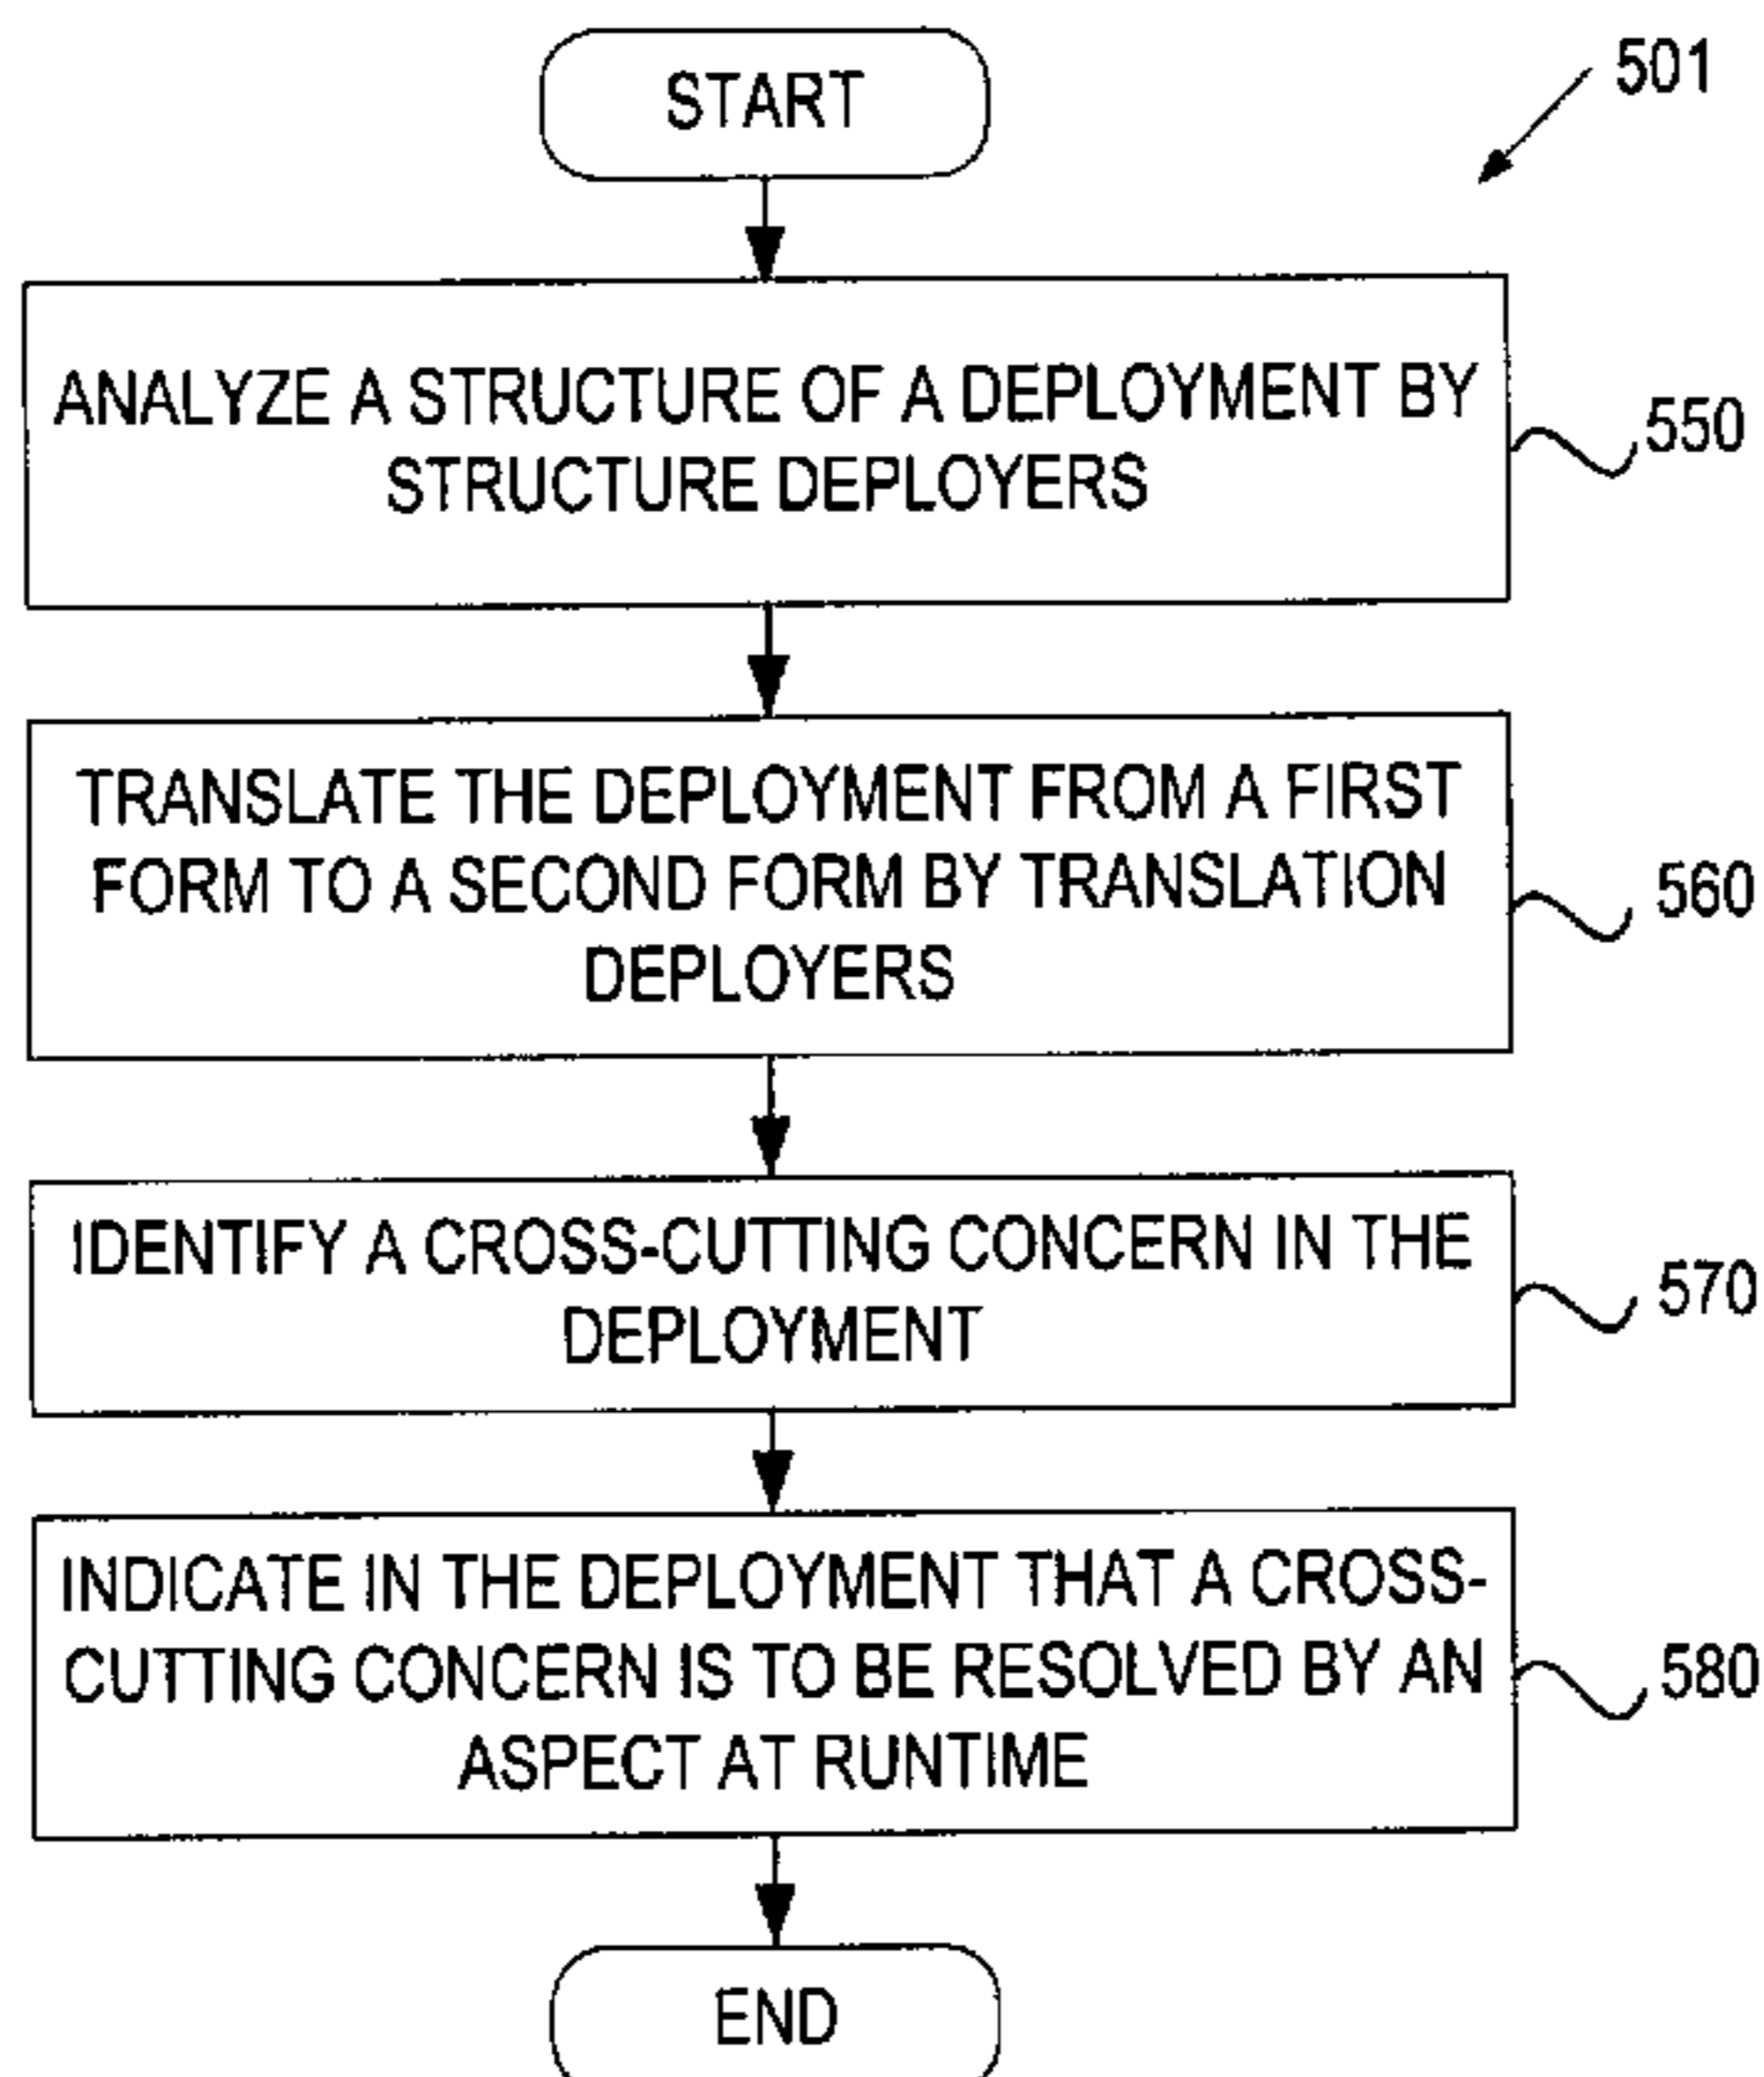 START
501
ANALYZE A STRUCTURE OF A DEPLOYMENT BY
STRUCTURE DEPLOYERS
550
TRANSLATE THE DEPLOYMENT FROM A FIRST
FORM TO A SECOND FORM BY TRANSLATION
DEPLOYERS
560
IDENTIFY A CROSS-CUTTING CONCERN IN THE
DEPLOYMENT
570
INDICATE IN THE DEPLOYMENT THAT A CROSS-
CUTTING CONCERN IS TO BE RESOLVED BY AN
ASPECT AT RUNTIME
580
END